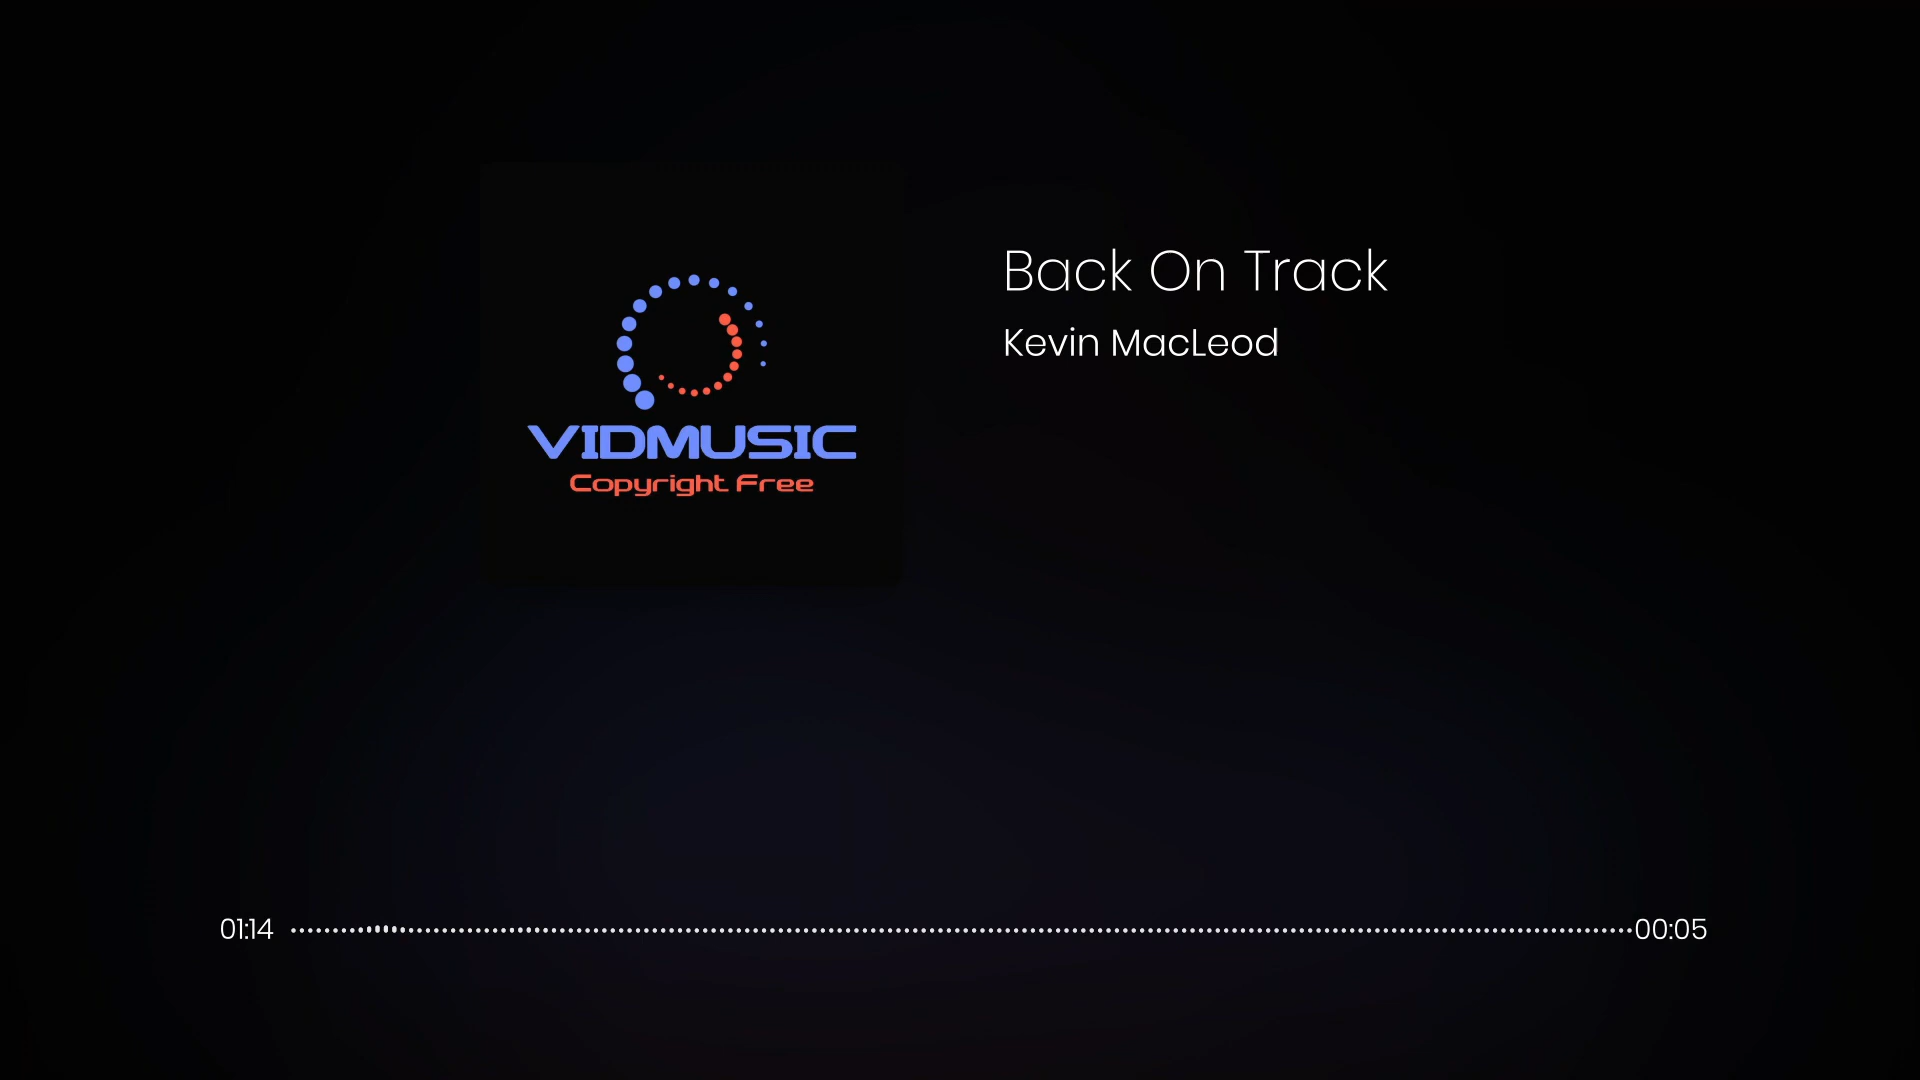 Back On Track
Kevin MacLeod
VIDMUSIC
Copyright Free
01:14
00:05